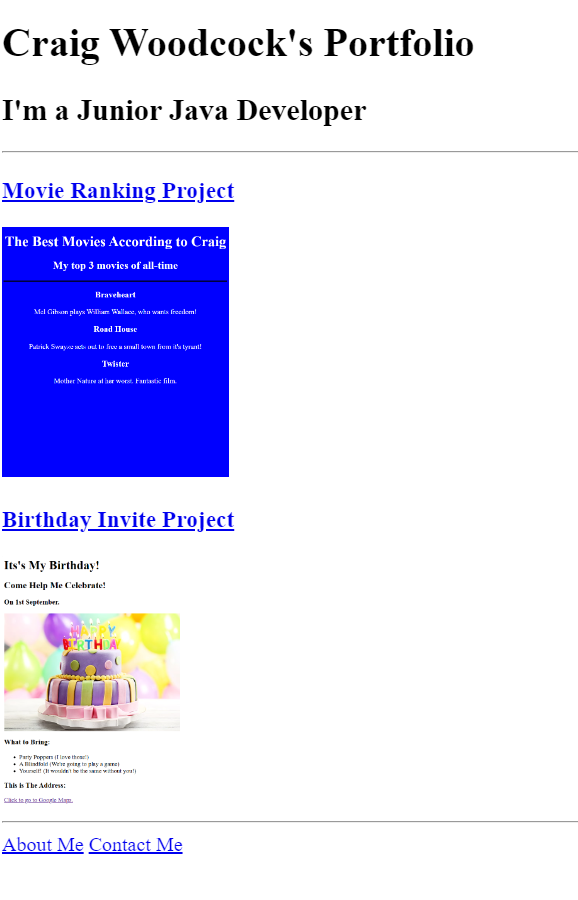 Craig Woodcock's Portfolio
I'm a Junior Java Developer
Movie Ranking Project
The Best Movies According to Craig
My top 3 movies of all-time
Braveheart
Mel Gibson plays William Wallace, who wants freedom!
Road House
Patrick Swayze sets out to free a small town from it's tyrant!
Twister
Mother Nature at her worst. Fantastic film.
Birthday Invite Project
Its's My Birthday!
Come Help Me Celebrate!
On 1st September.
HAPPY
BIRTHDAY
What to Bring:
Party Poppers (I love those!)
A Blindfold (We're going to play a game)
Yourself! (It wouldn't be the same without you!)
This Is The Address:
Click to go to Google Maps.
About Me Contact Me